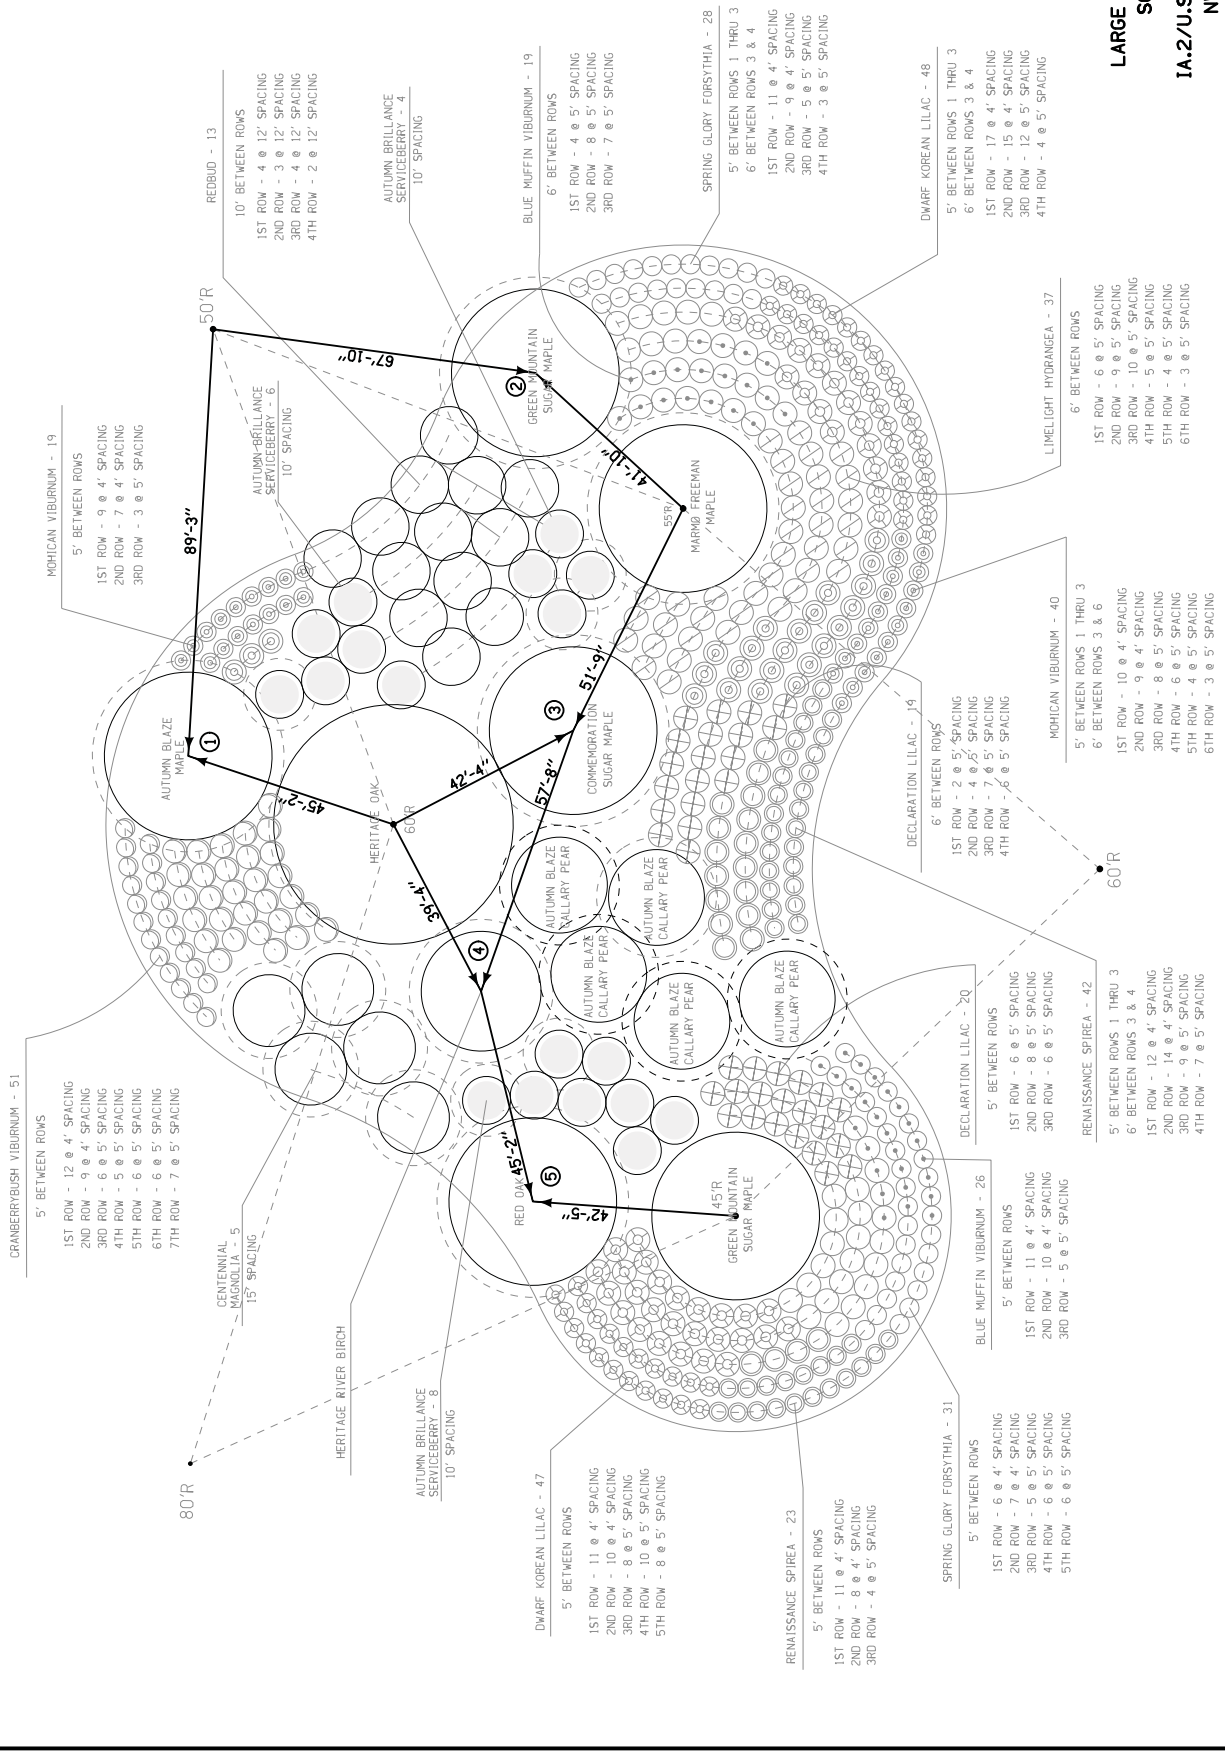 CRANBERRYBUSH VIBURNUM - 51
5' BETWEEN ROWS
1ST ROW - 12 @ 4' SPACING
2ND ROW - 9 @ 4' SPACING
3RD ROW - 6 @ 5' SPACING
4TH ROW - 5 @ 5' SPACING
5TH ROW - 6 @ 5' SPACING
6TH ROW - 6 @ 5' SPACING
7TH ROW - 7 @ 5' SPACING
MOHICAN VIBURNUM - 19
5' BETWEEN ROWS
1ST ROW - 9 @ 4' SPACING
2ND ROW - 7 @ 4' SPACING
3RD ROW - 3 @ 5' SPACING
REDBUD - 13
10' BETWEEN ROWS
1ST ROW - 4 @ 12' SPACING
2ND ROW - 3 @ 12' SPACING
3RD ROW - 4 @ 12' SPACING
4TH ROW - 2 @ 12' SPACING
AUTUMN BRILLANCE
SERVICEBERRY - 6
10' SPACING
AUTUMN BRILLANCE
SERVICEBERRY - 4
10' SPACING
BLUE MUFFIN VIBURNUM - 19
6' BETWEEN ROWS
1ST ROW - 4 @ 5' SPACING
2ND ROW - 8 @ 5' SPACING
3RD ROW - 7 @ 5' SPACING
SPRING GLORY FORSYTHIA - 28
5' BETWEEN ROWS 1 THRU 3
6' BETWEEN ROWS 3 & 4
1ST ROW - 11 @ 4' SPACING
2ND ROW - 9 @ 4' SPACING
3RD ROW - 5 @ 5' SPACING
4TH ROW - 3 @ 5' SPACING
DWARF KOREAN LILAC - 48
5' BETWEEN ROWS 1 THRU 3
6' BETWEEN ROWS 3 & 4
1ST ROW - 17 @ 4' SPACING
2ND ROW - 15 @ 4' SPACING
3RD ROW - 12 @ 5' SPACING
4TH ROW - 4 @ 5' SPACING
LIMELIGHT HYDRANGEA - 37
6' BETWEEN ROWS
1ST ROW - 6 @ 5' SPACING
2ND ROW - 9 @ 5' SPACING
3RD ROW - 10 @ 5' SPACING
4TH ROW - 5 @ 5' SPACING
5TH ROW - 4 @ 5' SPACING
6TH ROW - 3 @ 5' SPACING
MOHICAN VIBURNUM - 40
5' BETWEEN ROWS 1 THRU 3
6' BETWEEN ROWS 3 & 6
1ST ROW - 10 @ 4' SPACING
2ND ROW - 9 @ 4' SPACING
3RD ROW - 8 @ 5' SPACING
4TH ROW - 6 @ 5' SPACING
5TH ROW - 4 @ 5' SPACING
6TH ROW - 3 @ 5' SPACING
DECLARATION LILAC - 19
6' BETWEEN ROWS
1ST ROW - 2 @ 5' SPACING
2ND ROW - 4 @ 5' SPACING
3RD ROW - 7 @ 5' SPACING
4TH ROW - 6 @ 5' SPACING
DECLARATION LILAC - 20
5' BETWEEN ROWS
1ST ROW - 6 @ 5' SPACING
2ND ROW - 8 @ 5' SPACING
3RD ROW - 6 @ 5' SPACING
RENAISSANCE SPIREA - 42
5' BETWEEN ROWS 1 THRU 3
6' BETWEEN ROWS 3 & 4
1ST ROW - 12 @ 4' SPACING
2ND ROW - 14 @ 4' SPACING
3RD ROW - 9 @ 5' SPACING
4TH ROW - 7 @ 5' SPACING
BLUE MUFFIN VIBURNUM - 26
5' BETWEEN ROWS
1ST ROW - 11 @ 4' SPACING
2ND ROW - 10 @ 4' SPACING
3RD ROW - 5 @ 5' SPACING
SPRING GLORY FORSYTHIA - 31
5' BETWEEN ROWS
1ST ROW - 6 @ 4' SPACING
2ND ROW - 7 @ 4' SPACING
3RD ROW - 5 @ 5' SPACING
4TH ROW - 6 @ 5' SPACING
5TH ROW - 6 @ 5' SPACING
RENAISSANCE SPIREA - 23
5' BETWEEN ROWS
1ST ROW - 11 @ 4' SPACING
2ND ROW - 8 @ 4' SPACING
3RD ROW - 4 @ 5' SPACING
DWARF KOREAN LILAC - 47
5' BETWEEN ROWS
1ST ROW - 11 @ 4' SPACING
2ND ROW - 10 @ 4' SPACING
3RD ROW - 8 @ 5' SPACING
4TH ROW - 10 @ 5' SPACING
5TH ROW - 8 @ 5' SPACING
AUTUMN BRILLANCE
SERVICEBERRY - 8
10' SPACING
HERITAGE RIVER BIRCH
CENTENNIAL
MAGNOLIA - 5
15' SPACING
80'R
50'R
60'R
60'R
55'R
45'R
AUTUMN BLAZE
MAPLE
HERITAGE OAK
GREEN MOUNTAIN
SUGAR MAPLE
MARMO FREEMAN
MAPLE
COMMEMORATION
SUGAR MAPLE
AUTUMN BLAZE
CALLARY PEAR
AUTUMN BLAZE
CALLARY PEAR
AUTUMN BLAZE
CALLARY PEAR
AUTUMN BLAZE
CALLARY PEAR
AUTUMN BLAZE
CALLARY PEAR
RED OAK
GREEN MOUNTAIN
SUGAR MAPLE
89'-3"
67'-10"
41'-10"
51'-9"
57'-8"
42'-4"
45'-2"
39'-4"
45'-2"
42'-5"
1
2
3
4
5
LARGE
IA.2/U.S